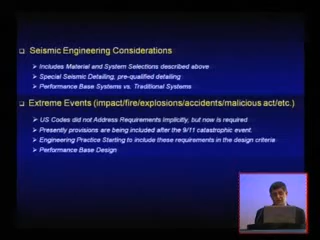 Seismic Engineering Considerations
Includes Material and System Selections described above
Special Seismic Detailing, pre-qualified detailing
Performance Base Systems vs. Traditional Systems
Extreme Events (impact/fire/explosions/accidents/malicious act/etc.)
US Codes did not Address Requirements Implicitly, but now is required
Presently provisions are being included after the 9/11 catastrophic event.
Engineering Practice Starting to include these requirements in the design criteria
Performance Base Design